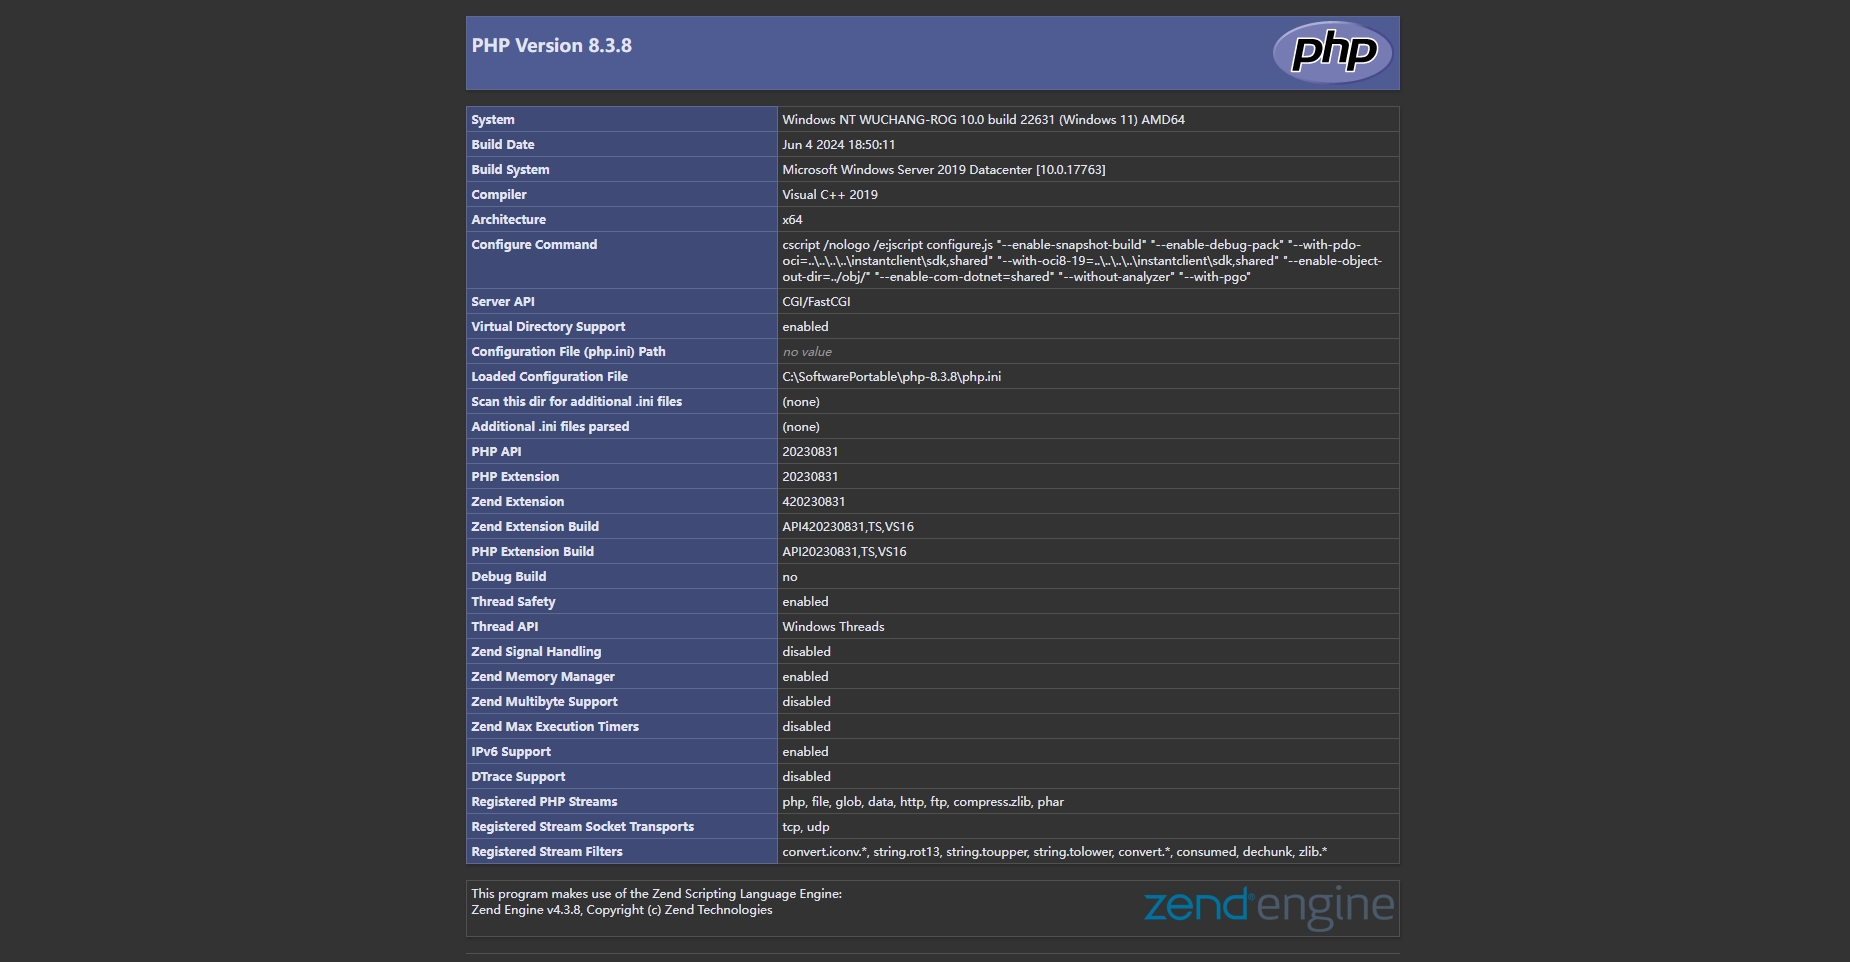 PHP Version 8.3.8
php
System Windows NT WUCHANG-ROG 10.0 build 22631 (Windows 11) AMD64
Build Date Jun 4 2024 18:50:11
Build System Microsoft Windows Server 2019 Datacenter [10.0.17763]
Compiler Visual C++ 2019
Architecture x64
Configure Command cscript /nologo /e:jscript configure.js "--enable-snapshot-build" "--enable-debug-pack" "--with-pdo-
oci=..\..\..\..\instantclient\sdk,shared" "--with-oci8-19=..\..\..\..\instantclient\sdk,shared" "--enable-object-
out-dir=../obj/" "--enable-com-dotnet=shared" "--without-analyzer" "--with-pgo"
Server API CGI/FastCGI
Virtual Directory Support enabled
Configuration File (php.ini) Path no value
Loaded Configuration File C:\SoftwarePortable\php-8.3.8\php.ini
Scan this dir for additional .ini files (none)
Additional .ini files parsed (none)
PHP API 20230831
PHP Extension 20230831
Zend Extension 420230831
Zend Extension Build API420230831,TS,VS16
PHP Extension Build API20230831,TS,VS16
Debug Build no
Thread Safety enabled
Thread API Windows Threads
Zend Signal Handling disabled
Zend Memory Manager enabled
Zend Multibyte Support disabled
Zend Max Execution Timers disabled
IPv6 Support enabled
DTrace Support disabled
Registered PHP Streams php, file, glob, data, http, ftp, compress.zlib, phar
Registered Stream Socket Transports tcp, udp
Registered Stream Filters convert.iconv.*, string.rot13, string.toupper, string.tolower, convert.*, consumed, dechunk, zlib.*
This program makes use of the Zend Scripting Language Engine:
Zend Engine v4.3.8, Copyright (c) Zend Technologies
zend engine